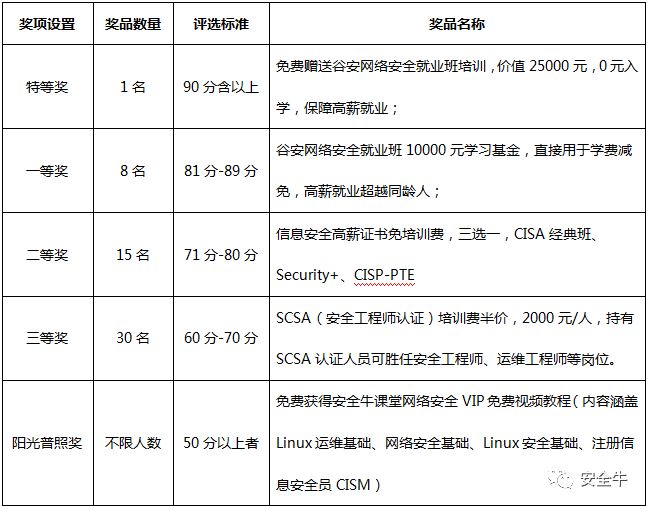 奖项设置 奖品数量 评选标准 奖品名称
特等奖 1 名 90 分含以上 免费赠送谷安网络安全就业班培训，价值 25000 元，0 元入
学，保障高薪就业；
一等奖 8 名 81 分-89 分 谷安网络安全就业班 10000 元学习基金，直接用于学费减
免，高薪就业超越同龄人；
二等奖 15 名 71 分-80 分 信息安全高薪证书免培训费，三选一，CISA 经典班、
Security+、CISP-PTE
三等奖 30 名 60 分-70 分 SCSA（安全工程师认证）培训费半价，2000 元/人，持有
SCSA 认证人员可胜任安全工程师、运维工程师等岗位。
阳光普照奖 不限人数 50 分以上者 免费获得安全牛课堂网络安全 VIP 免费视频教程（内容涵盖
Linux 运维基础、网络安全基础、Linux 安全基础、注册信
息安全员 CISM）
安全牛